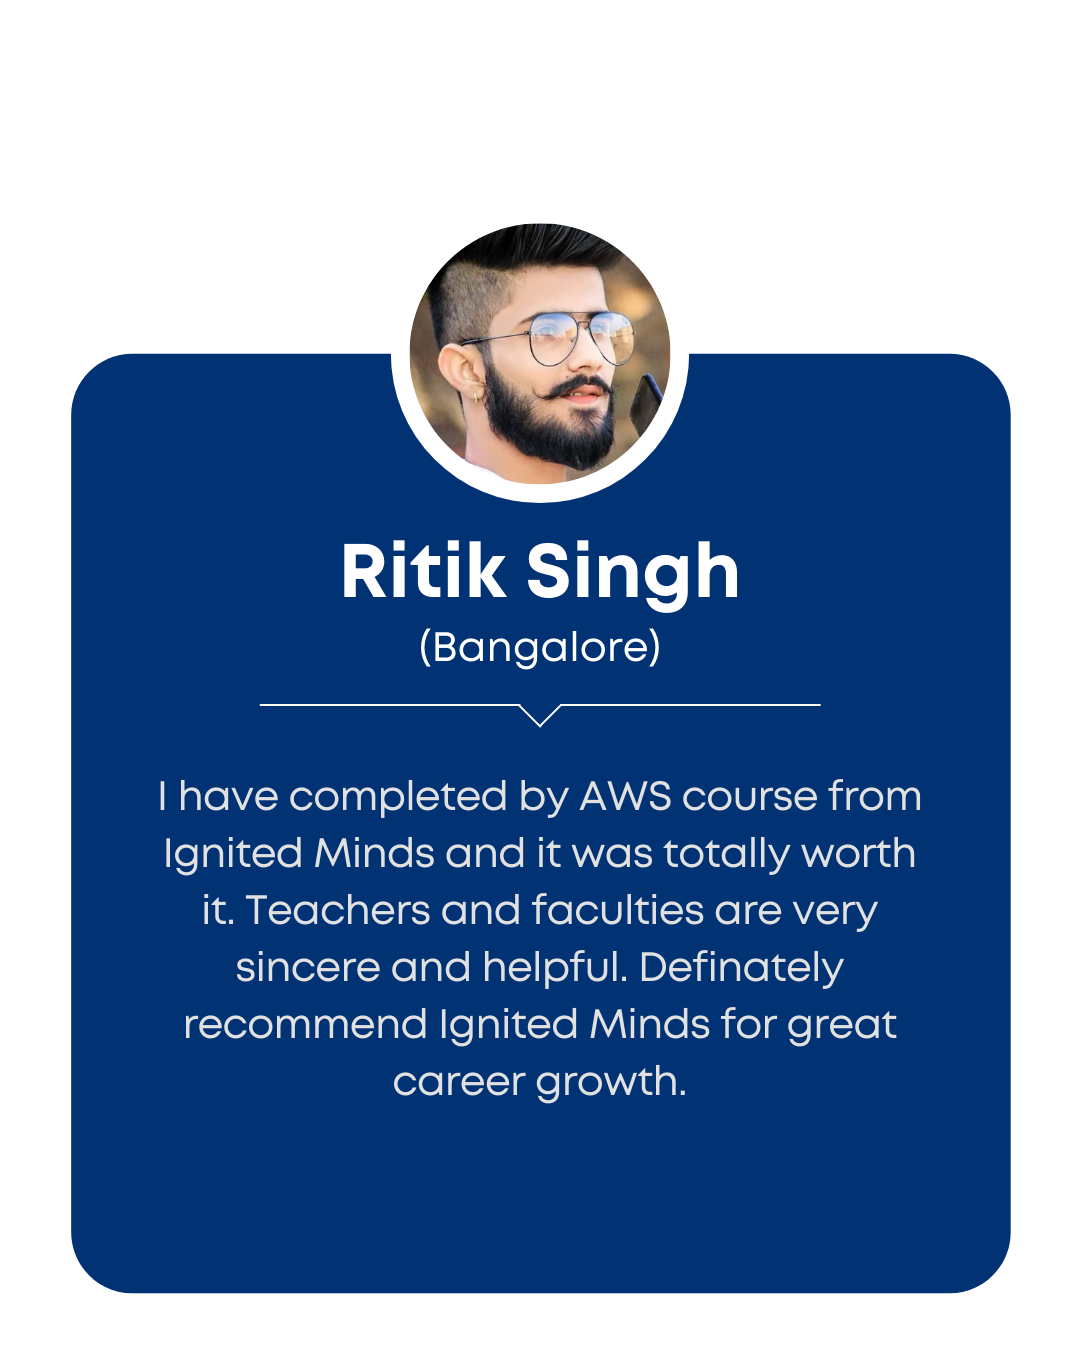 Ritik Singh
(Bangalore)
I have completed by AWS course from
Ignited Minds and it was totally worth
it. Teachers and faculties are very
sincere and helpful. Definately
recommend Ignited Minds for great
career growth.